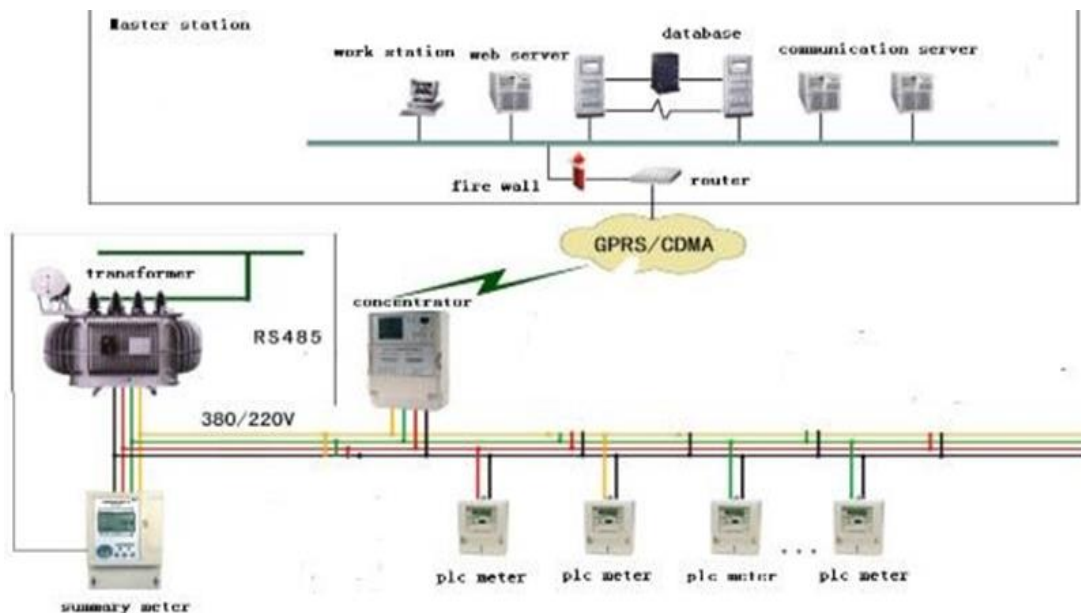 Master station
database
work station
web server
communication server
fire wall
router
GPRS/CDMA
transformer
concentrator
RS485
380/220V
plc meter
plc meter
plc meter
plc meter
summary meter